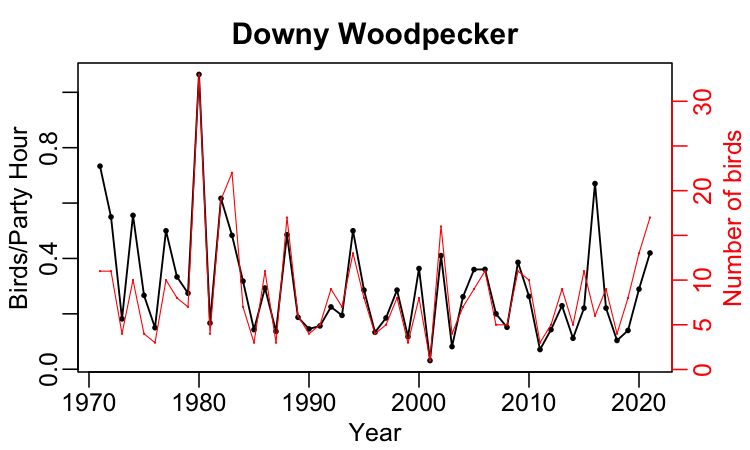 Downy Woodpecker
Birds/Party Hour
0.0
0.4
0.8
1970 1980 1990 2000 2010 2020
Year
0 5 10 20 30
Number of birds